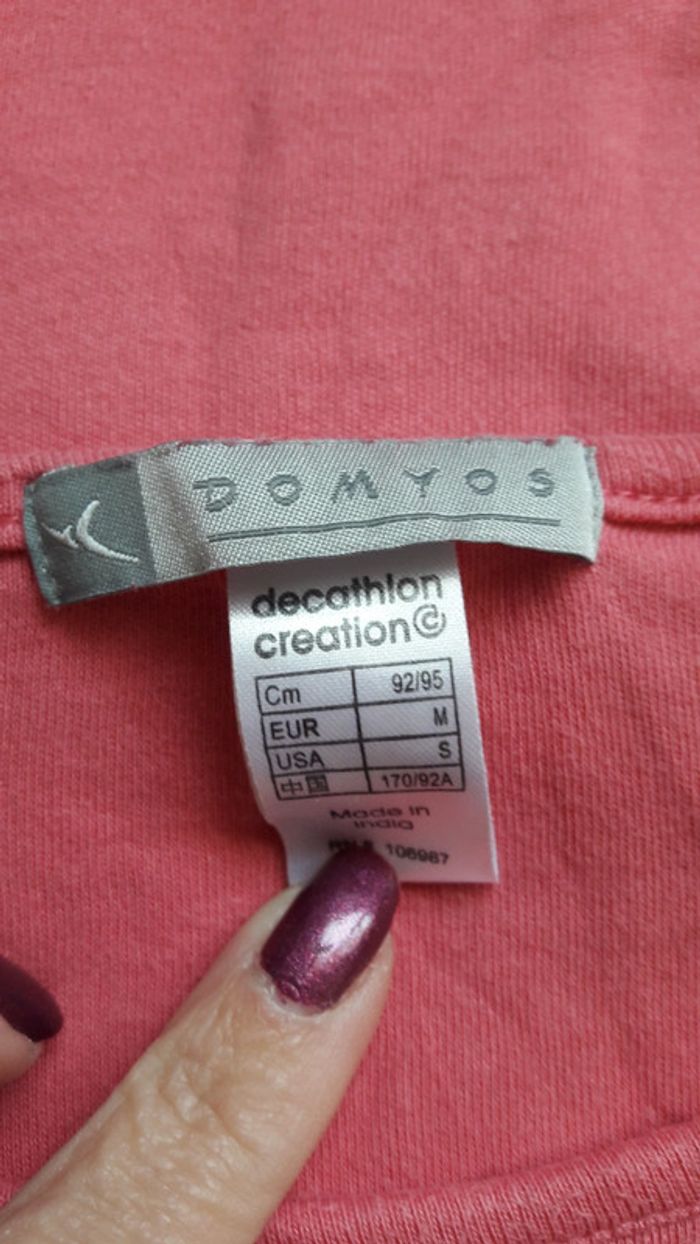 DOMYOS
decathlon
creation©
Cm 92/95
EUR M
USA S
中国 170/92A
Made in
India
106987